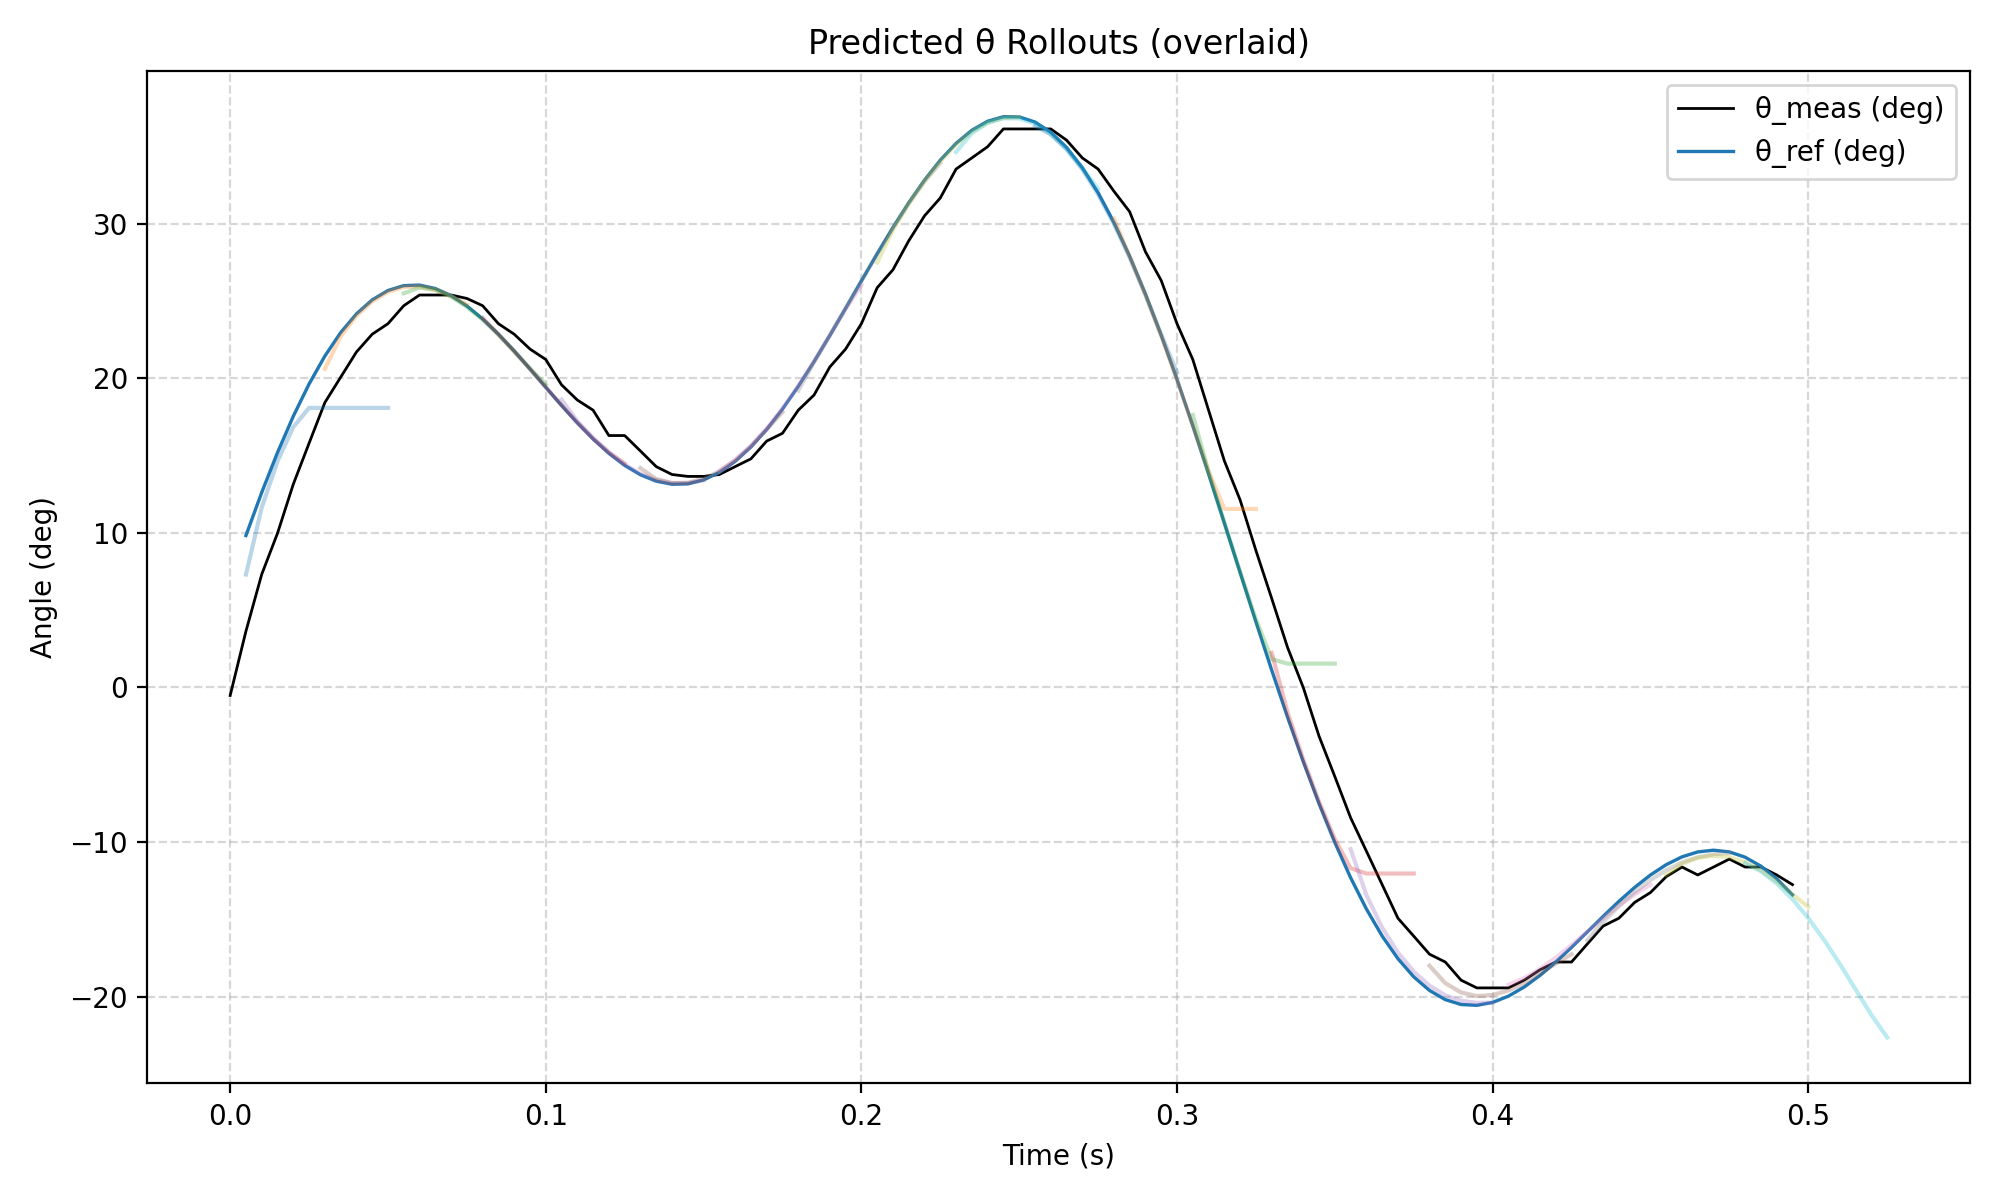 Predicted θ Rollouts (overlaid)
θ_meas (deg)
θ_ref (deg)
Angle (deg)
30
20
10
0
−10
−20
0.0
0.1
0.2
0.3
0.4
0.5
Time (s)